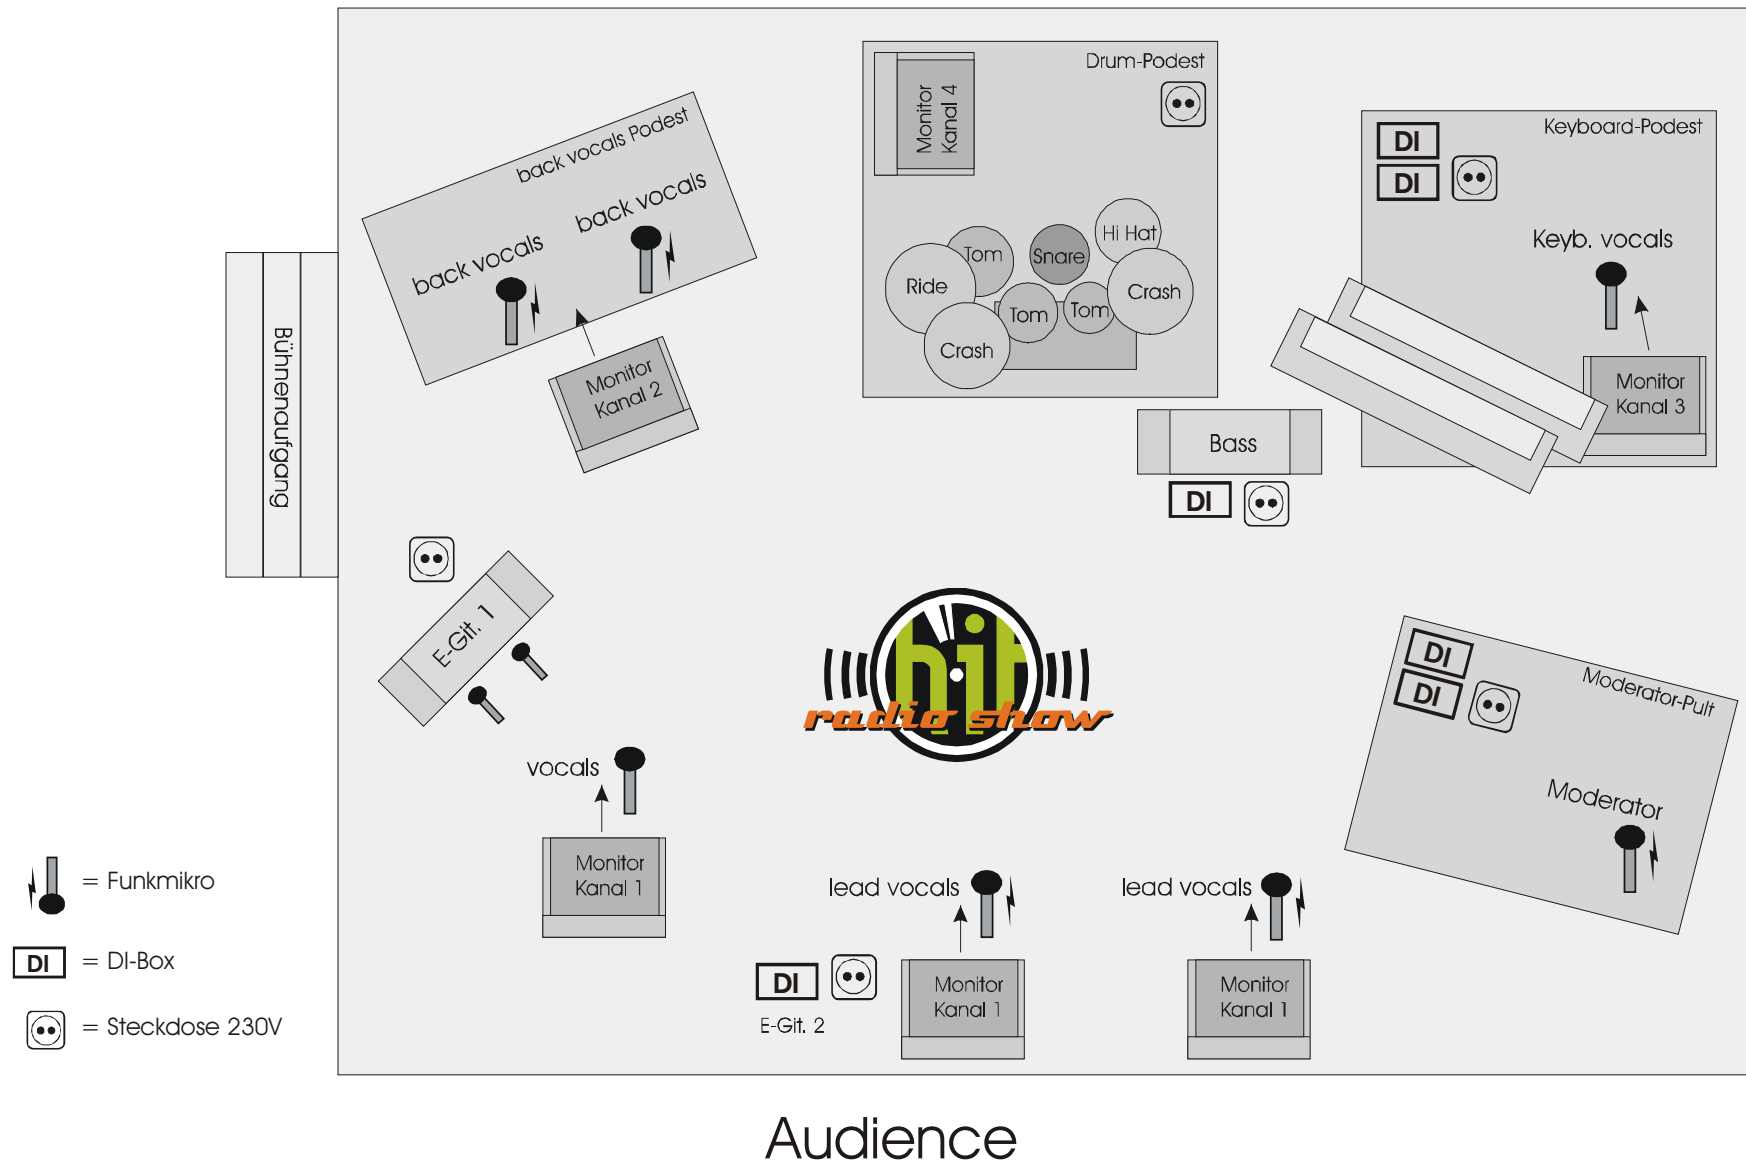 Drum-Podest
Monitor
Kanal 4
Keyboard-Podest
DI
DI
back vocals Podest
back vocals
back vocals
Keyb. vocals
Hi Hat
Tom
Snare
Ride
Crash
Tom
Tom
Crash
Monitor
Kanal 2
Monitor
Kanal 3
Bühnenaufgang
Bass
DI
E-Git. 1
hit
radio show
DI
DI
Moderator-Pult
vocals
Moderator
Monitor
Kanal 1
lead vocals
lead vocals
DI
E-Git. 2
Monitor
Kanal 1
Monitor
Kanal 1
= Funkmikro
DI = DI-Box
= Steckdose 230V
Audience